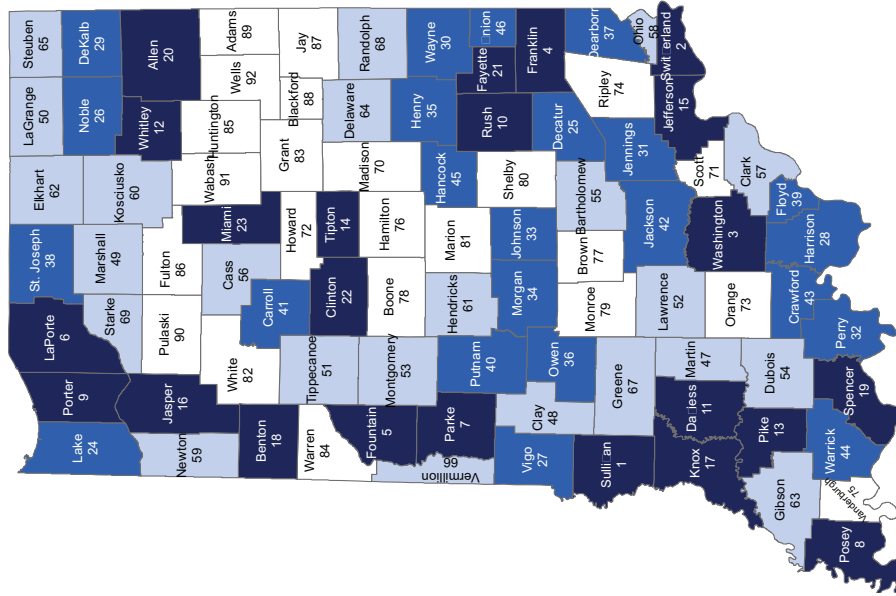 Lake
24
Porter
9
LaPorte
6
St. Joseph
38
Elkhart
62
LaGrange
50
Steuben
65
Noble
26
DeKalb
29
Starke
69
Marshall
49
Kosciusko
60
Whitley
12
Allen
20
Newton
59
Jasper
16
Pulaski
90
Fulton
86
Wabash
91
Huntington
85
Wells
92
Adams
89
Miami
23
White
82
Cass
56
Benton
18
Carroll
41
Howard
72
Grant
83
Blackford
88
Jay
87
Warren
84
Tippecanoe
51
Clinton
22
Tipton
14
Fountain
5
Montgomery
53
Boone
78
Hamilton
76
Madison
70
Delaware
64
Randolph
68
Vermillion
66
Parke
7
Putnam
40
Hendricks
61
Marion
81
Hancock
45
Henry
35
Wayne
30
Vigo
27
Clay
48
Owen
36
Morgan
34
Johnson
33
Shelby
80
Rush
10
Fayette
21
□nion
46
Franklin
4
Sulli□an
1
Greene
67
Monroe
79
Brown
77
Bartholomew
55
Decatur
25
Dearborn
37
Ripley
74
Ohio
58
Knox
17
Da□iess
11
Martin
47
Lawrence
52
Jackson
42
Jennings
31
Jefferson
15
Swit□erland
2
Scott
71
Gibson
63
Pike
13
Dubois
54
Orange
73
Washington
3
Clark
57
Floyd
39
Crawford
43
Harrison
28
Posey
8
Vanderburgh
75
Warrick
44
Spencer
19
Perry
32